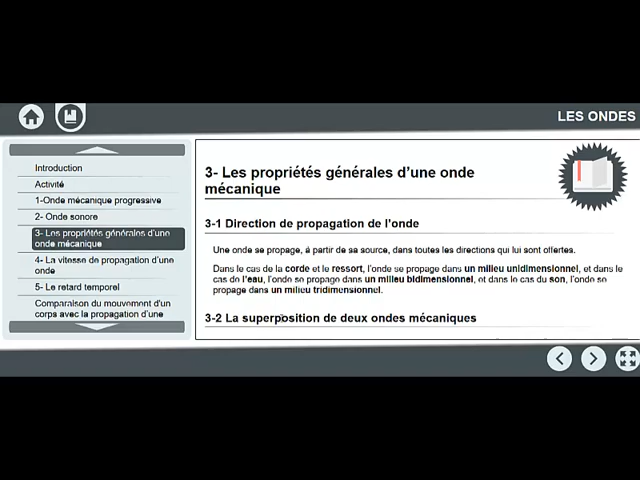 LES ONDES
Introduction
Activité
1-Onde mécanique progressive
2- Onde sonore
3- Les propriétés générales d'une
onde mécanique
4- La vitesse de propagation d'une
onde
5- Le retard temporel
Comparaison du mouvement d'un
corps avec la propagation d'une
3- Les propriétés générales d'une onde
mécanique
3-1 Direction de propagation de l'onde
Une onde se propage, à partir de sa source, dans toutes les directions qui lui sont offertes.
Dans le cas de la corde et le ressort, l'onde se propage dans un milieu unidimensionnel, et dans le
cas de l'eau, l'onde se propage dans un milieu bidimensionnel, et dans le cas du son, l'onde se
propage dans un milieu tridimensionnel.
3-2 La superposition de deux ondes mécaniques